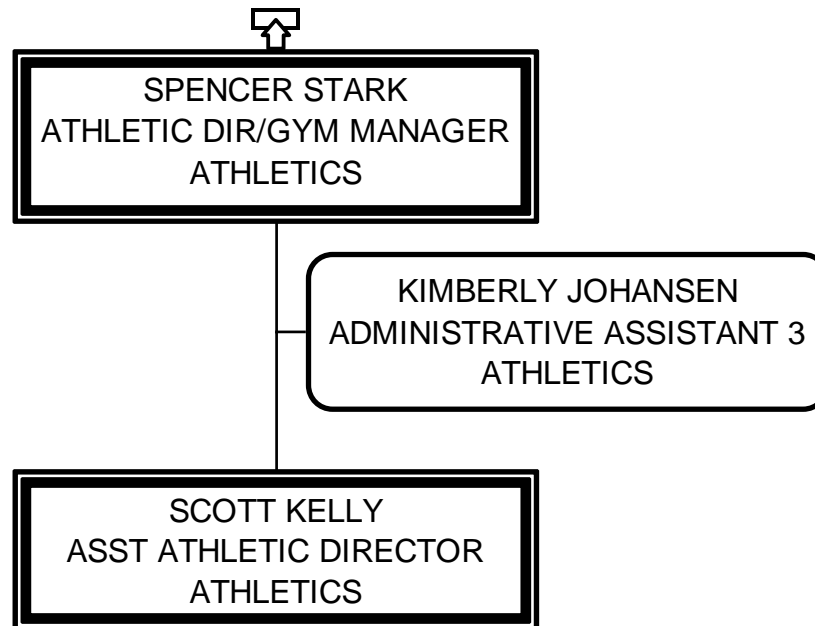 SPENCER STARK
ATHLETIC DIR/GYM MANAGER
ATHLETICS
KIMBERLY JOHANSEN
ADMINISTRATIVE ASSISTANT 3
ATHLETICS
SCOTT KELLY
ASST ATHLETIC DIRECTOR
ATHLETICS